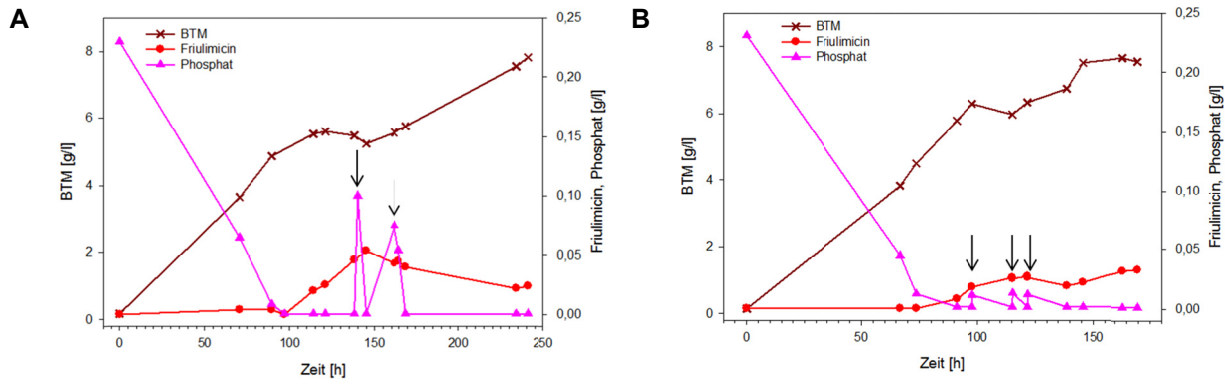 A
BTM
Friulimicin
Phosphat
BTM [g/l]
8
6
4
2
0
0,25
0,20
0,15
0,10
0,05
0,00
Friulimicin, Phosphat [g/l]
0 50 100 150 200 250
Zeit [h]
B
BTM
Friulimicin
Phosphat
BTM [g/l]
8
6
4
2
0
0,25
0,20
0,15
0,10
0,05
0,00
Friulimicin, Phosphat [g/l]
0 50 100 150
Zeit [h]